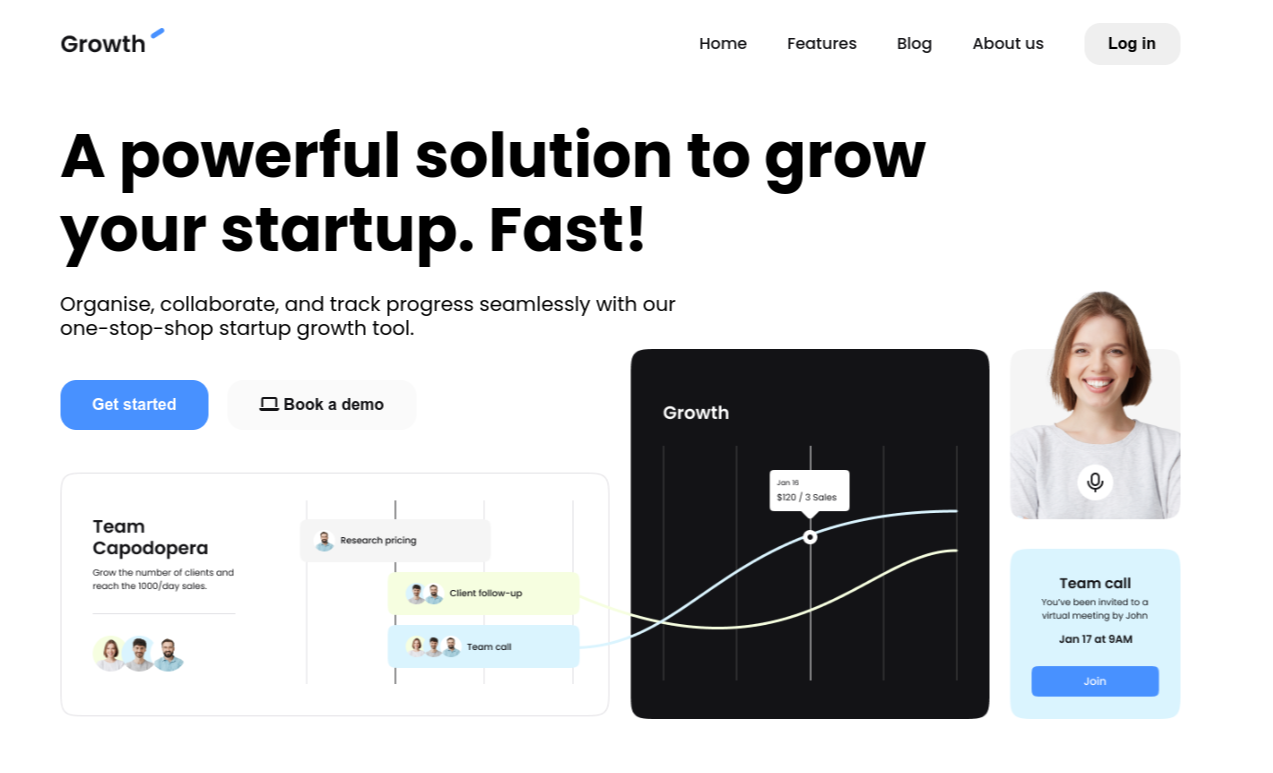 Growth
Home
Features
Blog
About us
Log in
A powerful solution to grow
your startup. Fast!
Organise, collaborate, and track progress seamlessly with our
one-stop-shop startup growth tool.
Get started
Book a demo
Team
Capodopera
Grow the number of clients and
reach the 1000/day sales.
Research pricing
Client follow-up
Team call
Growth
Jan 16
$120 / 3 Sales
Team call
You've been invited to a
virtual meeting by John
Jan 17 at 9AM
Join